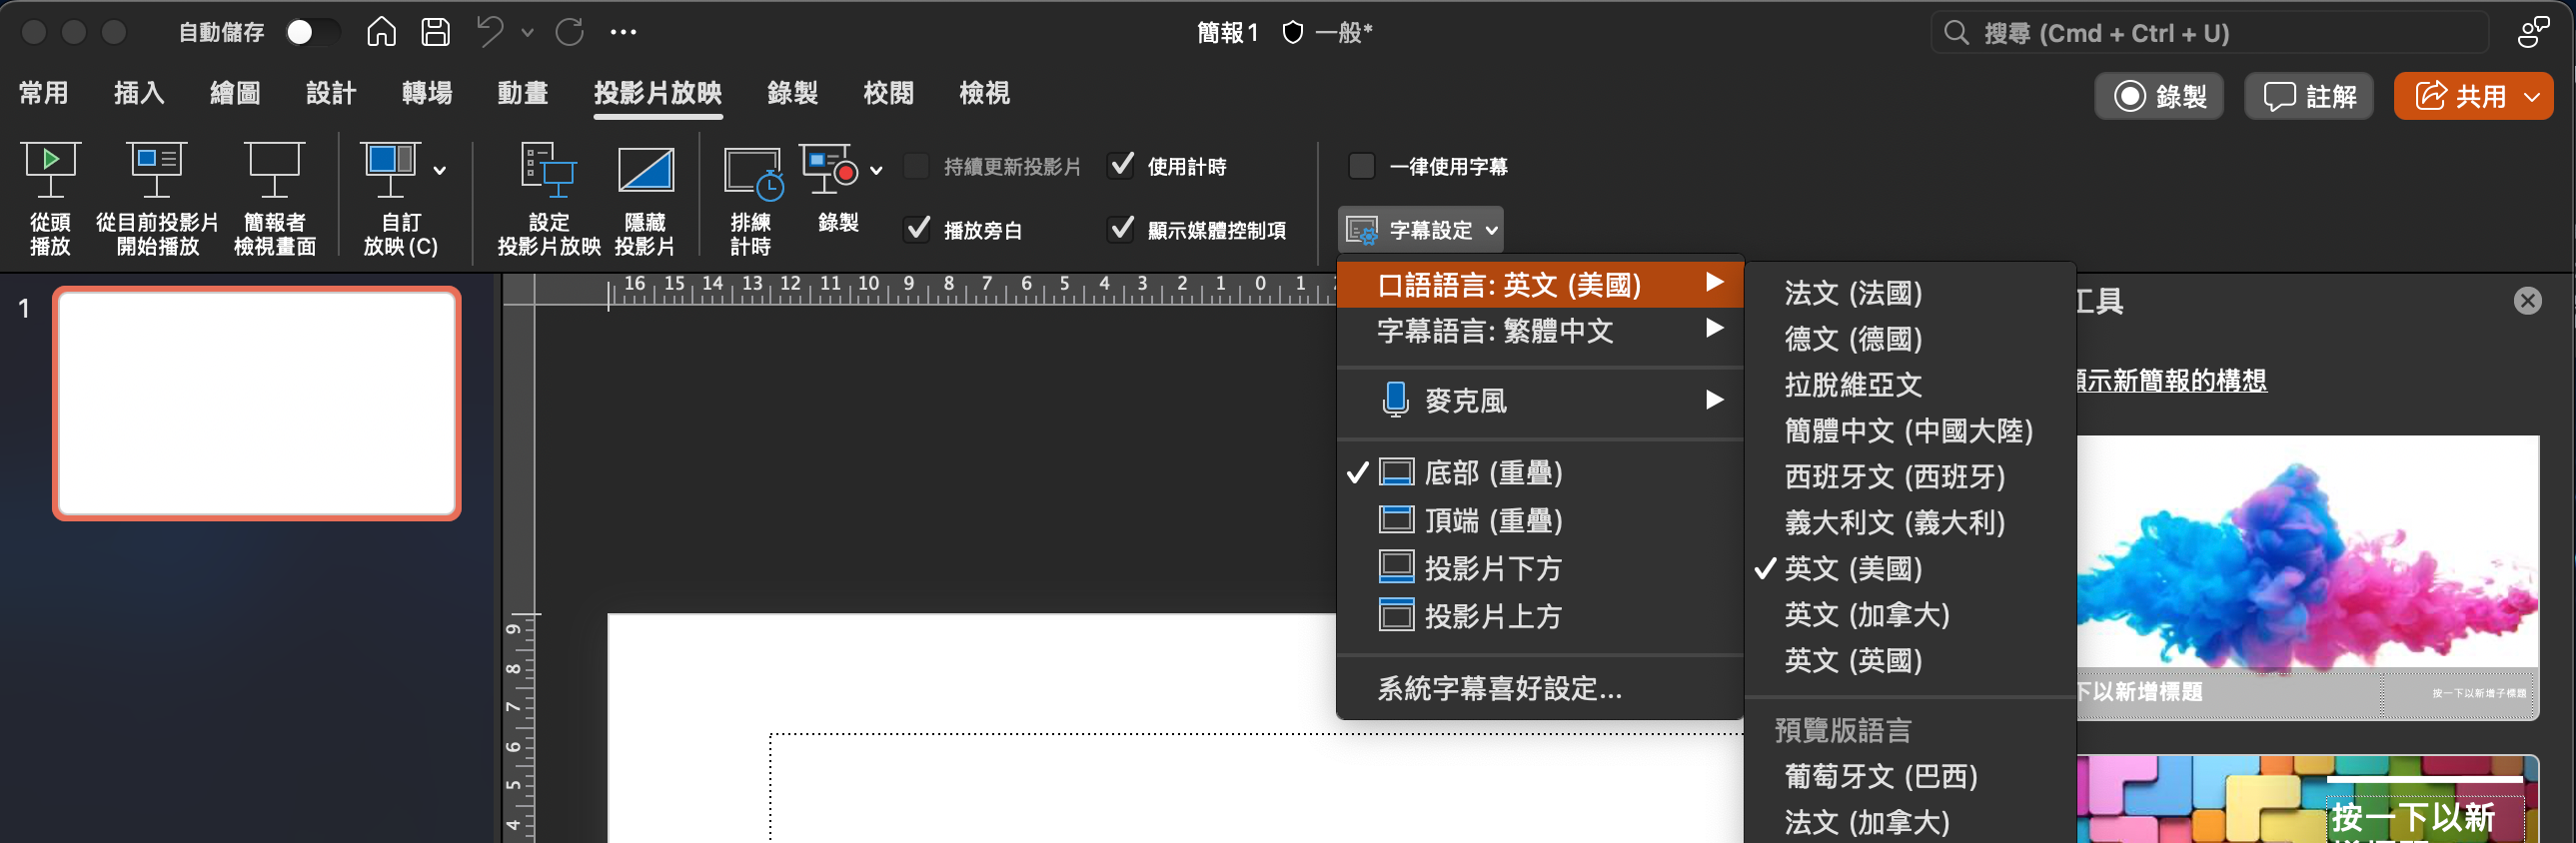 自動儲存
簡報1 一般*
搜尋 (Cmd + Ctrl + U)
常用 插入 繪圖 設計 轉場 動畫 投影片放映 錄製 校閱 檢視
錄製 註解 共用
從頭
播放
從目前投影片
開始播放
簡報者
檢視畫面
自訂
放映 (C)
設定
投影片放映
隱藏
投影片
排練
計時
錄製
持續更新投影片
播放旁白
使用計時
顯示媒體控制項
一律使用字幕
字幕設定
1
16 15 14 13 12 11 10 9 8 7 6 5 4 3 2 1 0 1
9
8
7
6
5
4
口語語言: 英文 (美國)
字幕語言: 繁體中文
麥克風
底部 (重疊)
頂端 (重疊)
投影片下方
投影片上方
系統字幕喜好設定...
法文 (法國)
德文 (德國)
拉脫維亞文
簡體中文 (中國大陸)
西班牙文 (西班牙)
義大利文 (義大利)
英文 (美國)
英文 (加拿大)
英文 (英國)
預覽版語言
葡萄牙文 (巴西)
法文 (加拿大)
工具
顯示新簡報的構想
下以新增標題
按一下以新增子標題
按一下以新